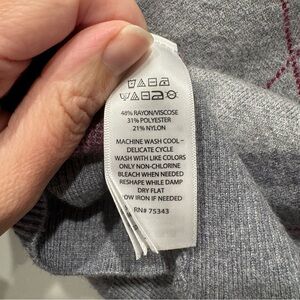 48% RAYON/VISCOSE
31% POLYESTER
21% NYLON
MACHINE WASH COOL –
DELICATE CYCLE
WASH WITH LIKE COLORS
ONLY NON-CHLORINE
BLEACH WHEN NEEDED
RESHAPE WHILE DAMP
DRY FLAT
LOW IRON IF NEEDED
RN# 75343